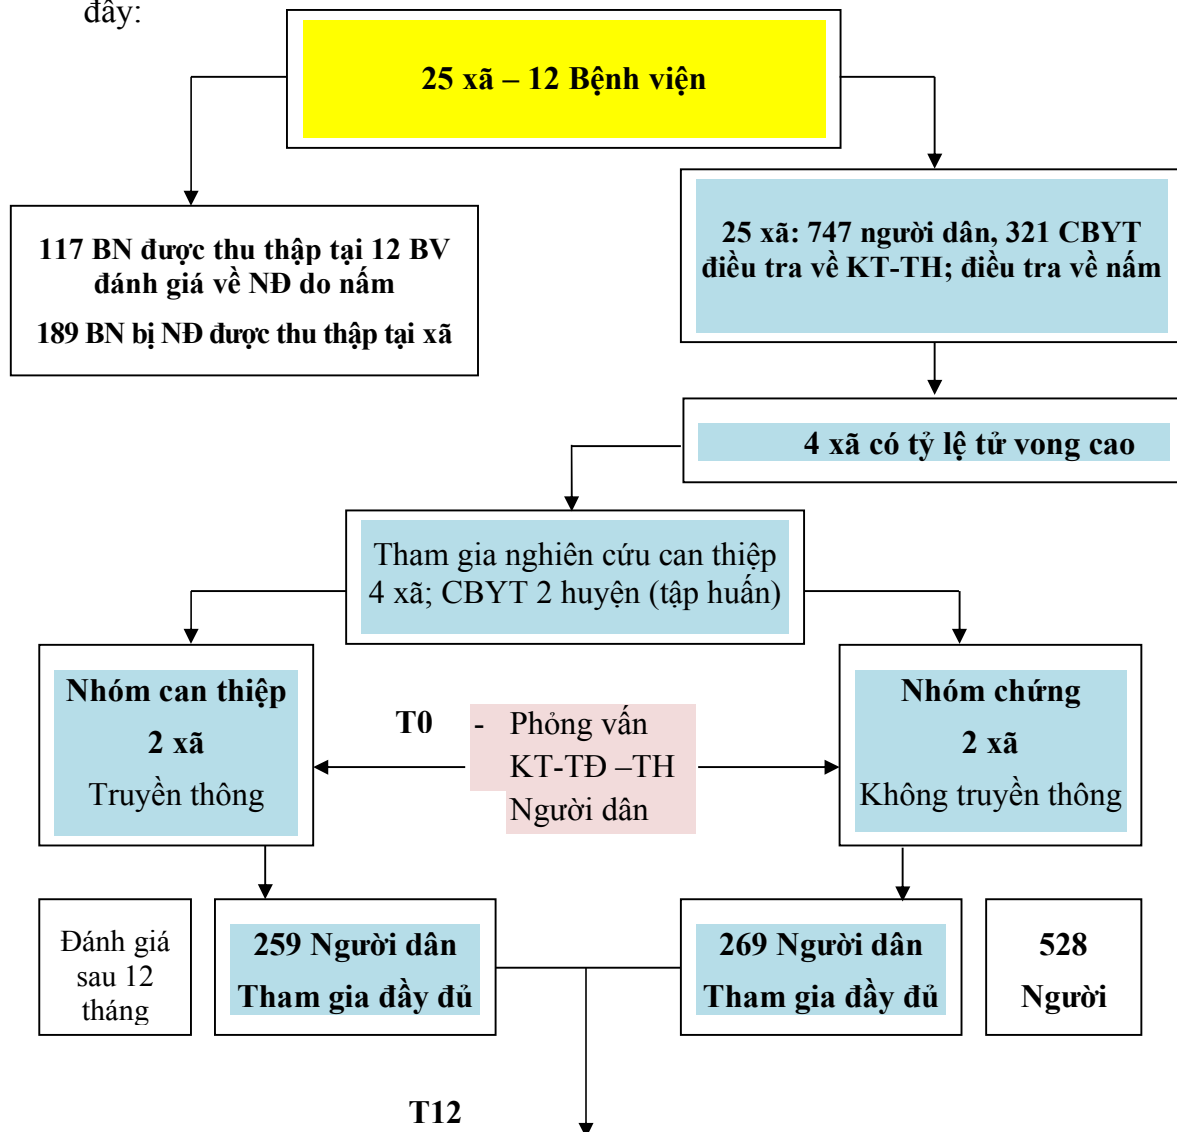 đây:
25 xã – 12 Bệnh viện
117 BN được thu thập tại 12 BV
đánh giá về NĐ do nấm
189 BN bị NĐ được thu thập tại xã
25 xã: 747 người dân, 321 CBYT
điều tra về KT-TH; điều tra về nấm
4 xã có tỷ lệ tử vong cao
Tham gia nghiên cứu can thiệp
4 xã; CBYT 2 huyện (tập huấn)
Nhóm can thiệp
2 xã
Truyền thông
T0
- Phỏng vấn
KT-TĐ –TH
Người dân
Nhóm chứng
2 xã
Không truyền thông
Đánh giá
sau 12
tháng
259 Người dân
Tham gia đầy đủ
269 Người dân
Tham gia đầy đủ
528
Người
T12